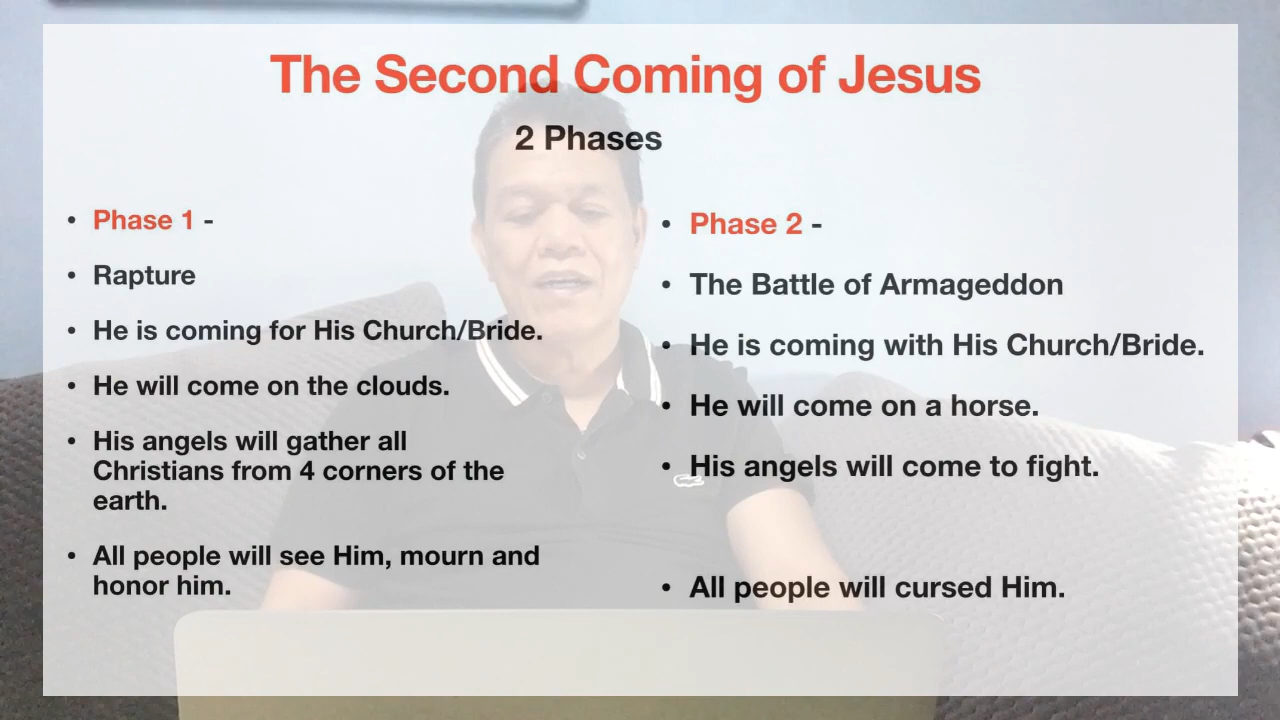 The Second Coming of Jesus
2 Phases
• Phase 1 -
• Rapture
• He is coming for His Church/Bride.
• He will come on the clouds.
• His angels will gather all
Christians from 4 corners of the
earth.
• All people will see Him, mourn and
honor him.
• Phase 2 -
• The Battle of Armageddon
• He is coming with His Church/Bride.
• He will come on a horse.
• His angels will come to fight.
• All people will cursed Him.